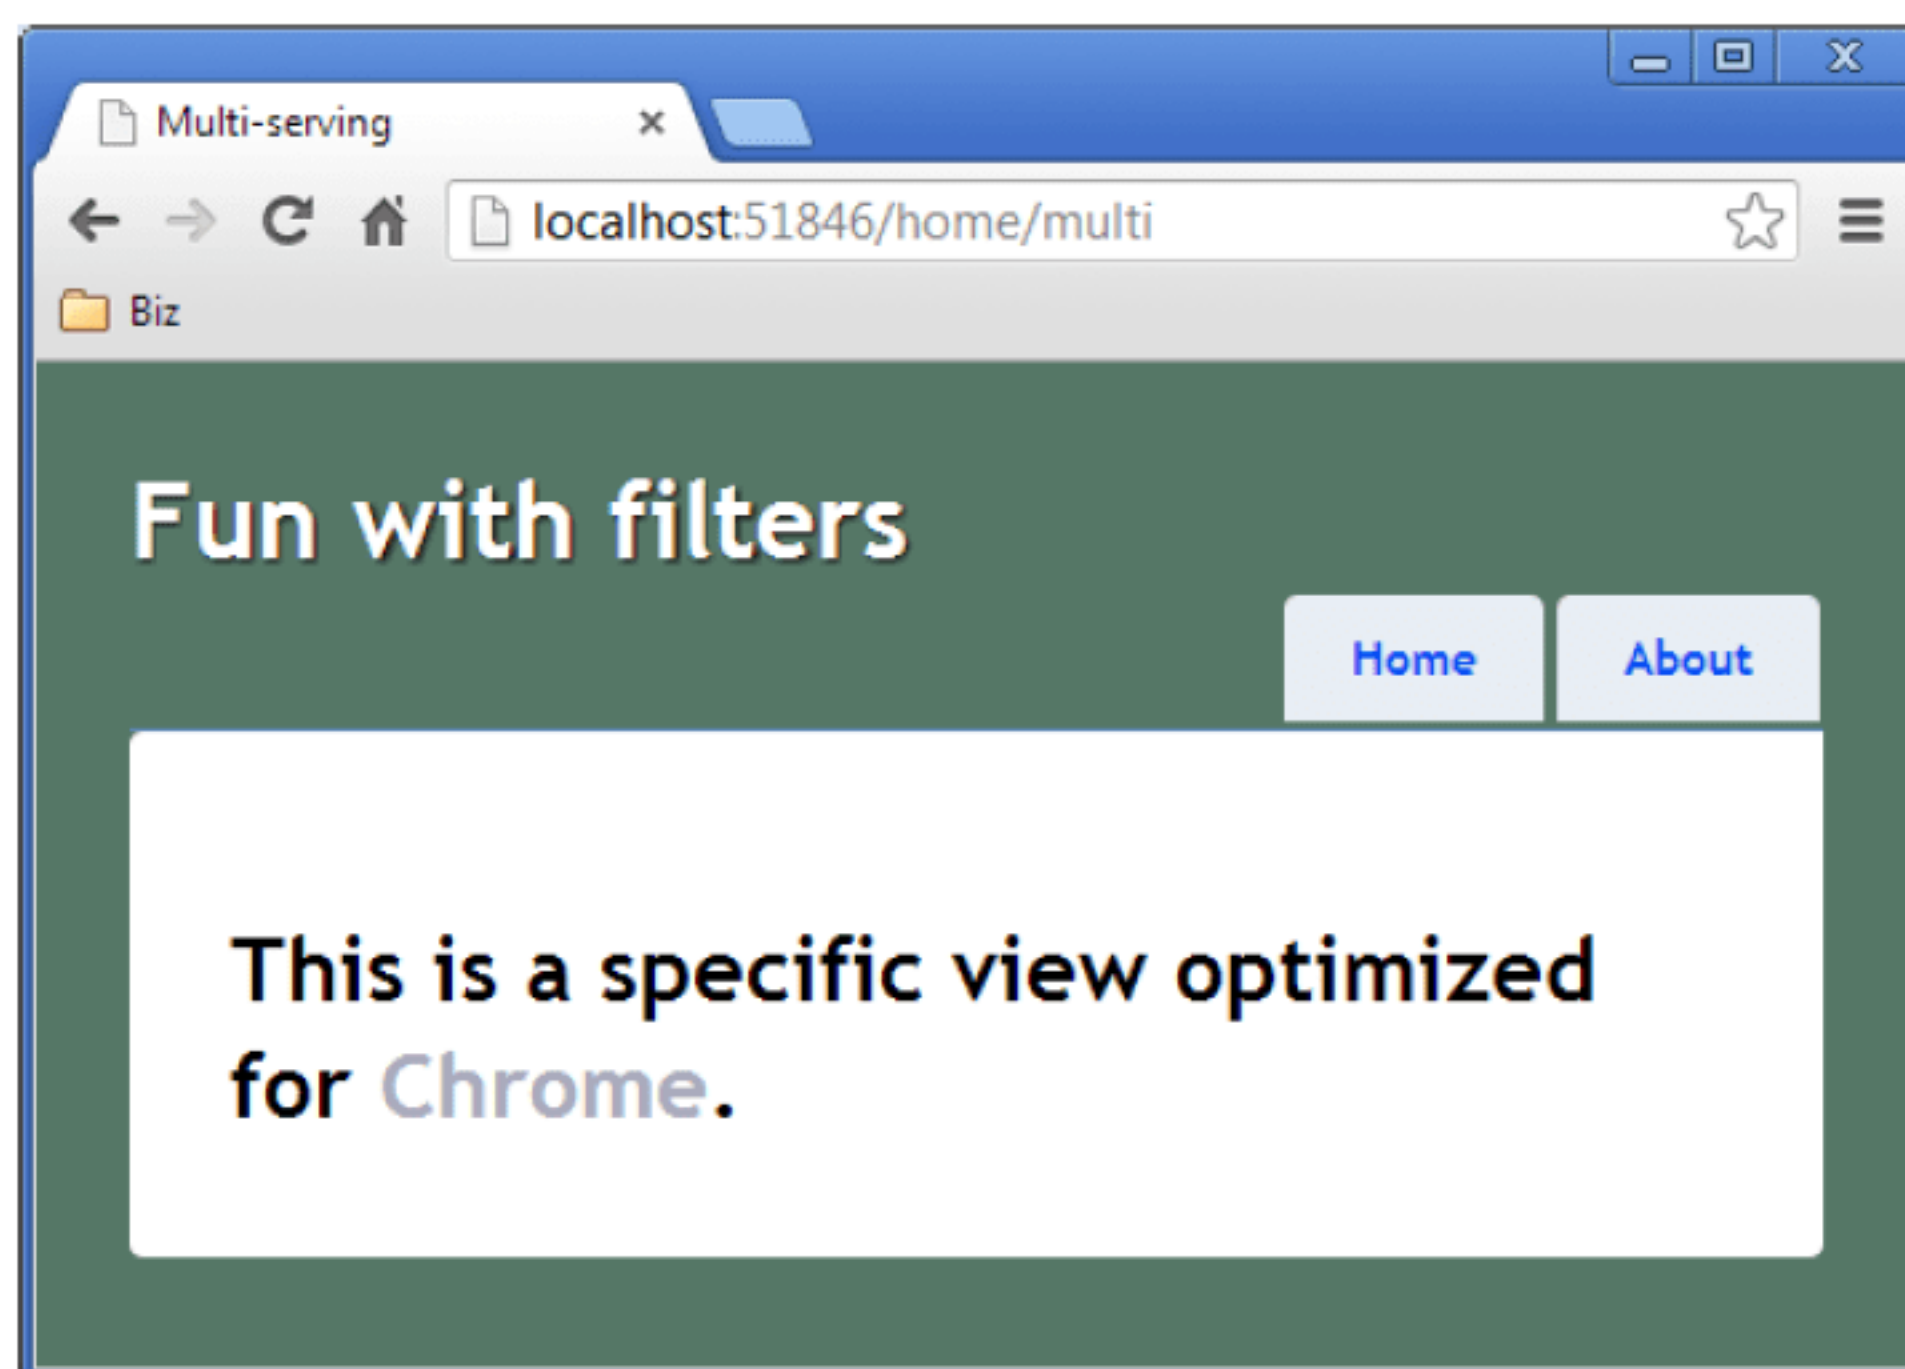 Multi-serving
localhost:51846/home/multi
Biz
Fun with filters
Home About
This is a specific view optimized
for Chrome.